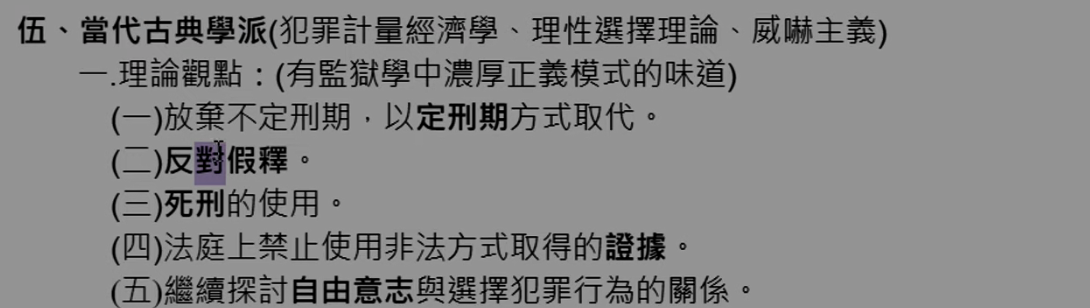 伍、當代古典學派(犯罪計量經濟學、理性選擇理論、威嚇主義)
一.理論觀點：(有監獄學中濃厚正義模式的味道)
(一)放棄不定刑期，以定刑期方式取代。
(二)反對假釋。
(三)死刑的使用。
(四)法庭上禁止使用非法方式取得的證據。
(五)繼續探討自由意志與選擇犯罪行為的關係。